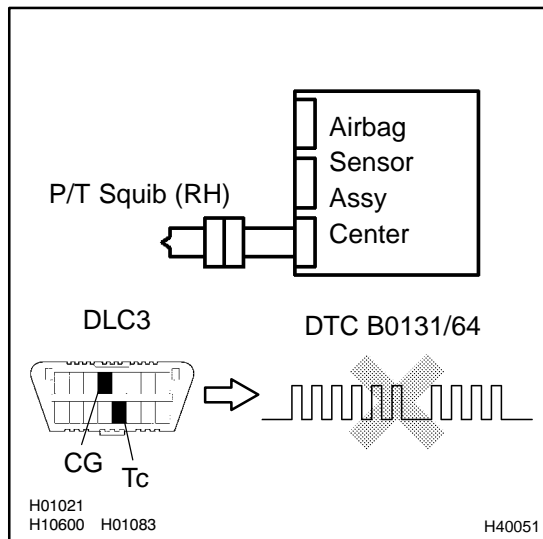 Airbag
Sensor
Assy
Center
P/T Squib (RH)
DLC3
DTC B0131/64
CG
Tc
H01021
H10600 H01083
H40051